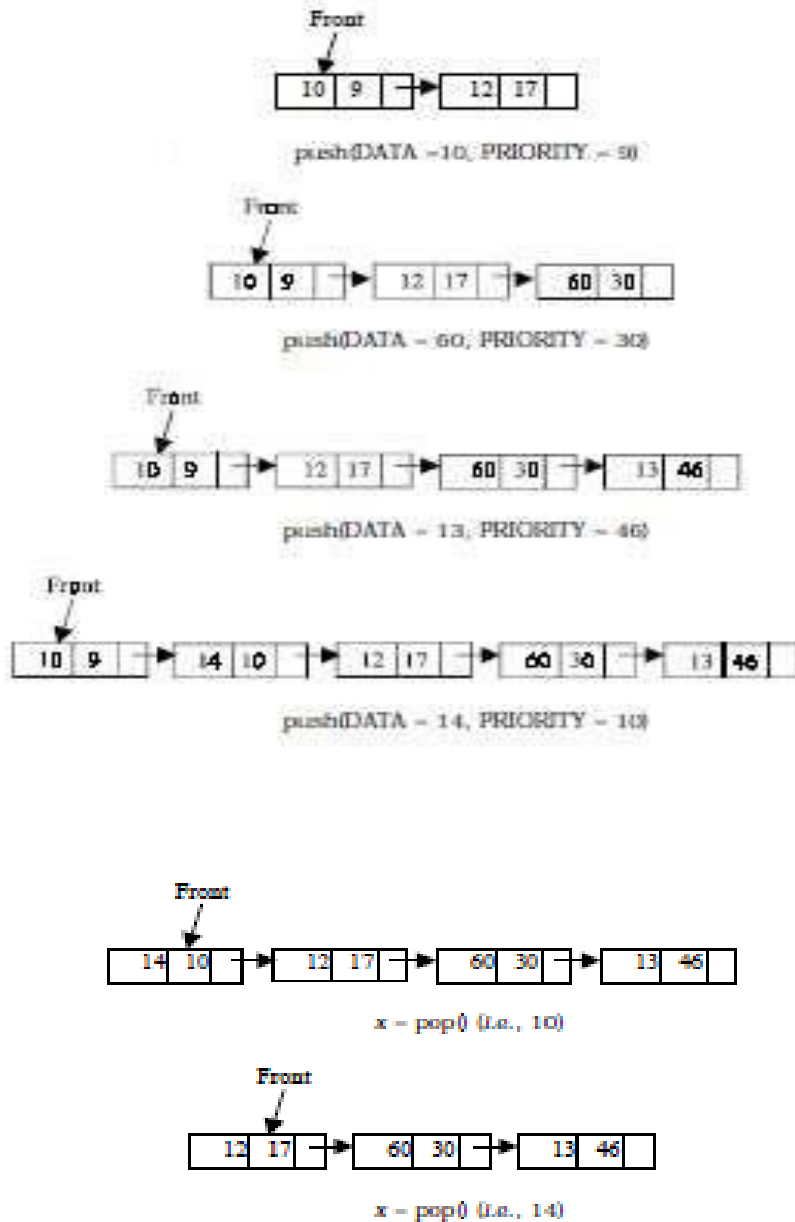 Front
10 9 12 17
push(DATA = 10, PRIORITY = 9)
Front
10 9 12 17 60 30
push(DATA = 60, PRIORITY = 30)
Front
10 9 12 17 60 30 13 46
push(DATA = 13, PRIORITY = 46)
Front
10 9 14 10 12 17 60 30 13 46
push(DATA = 14, PRIORITY = 10)
Front
14 10 12 17 60 30 13 46
x = pop() (i.e., 10)
Front
12 17 60 30 13 46
x = pop() (i.e., 14)